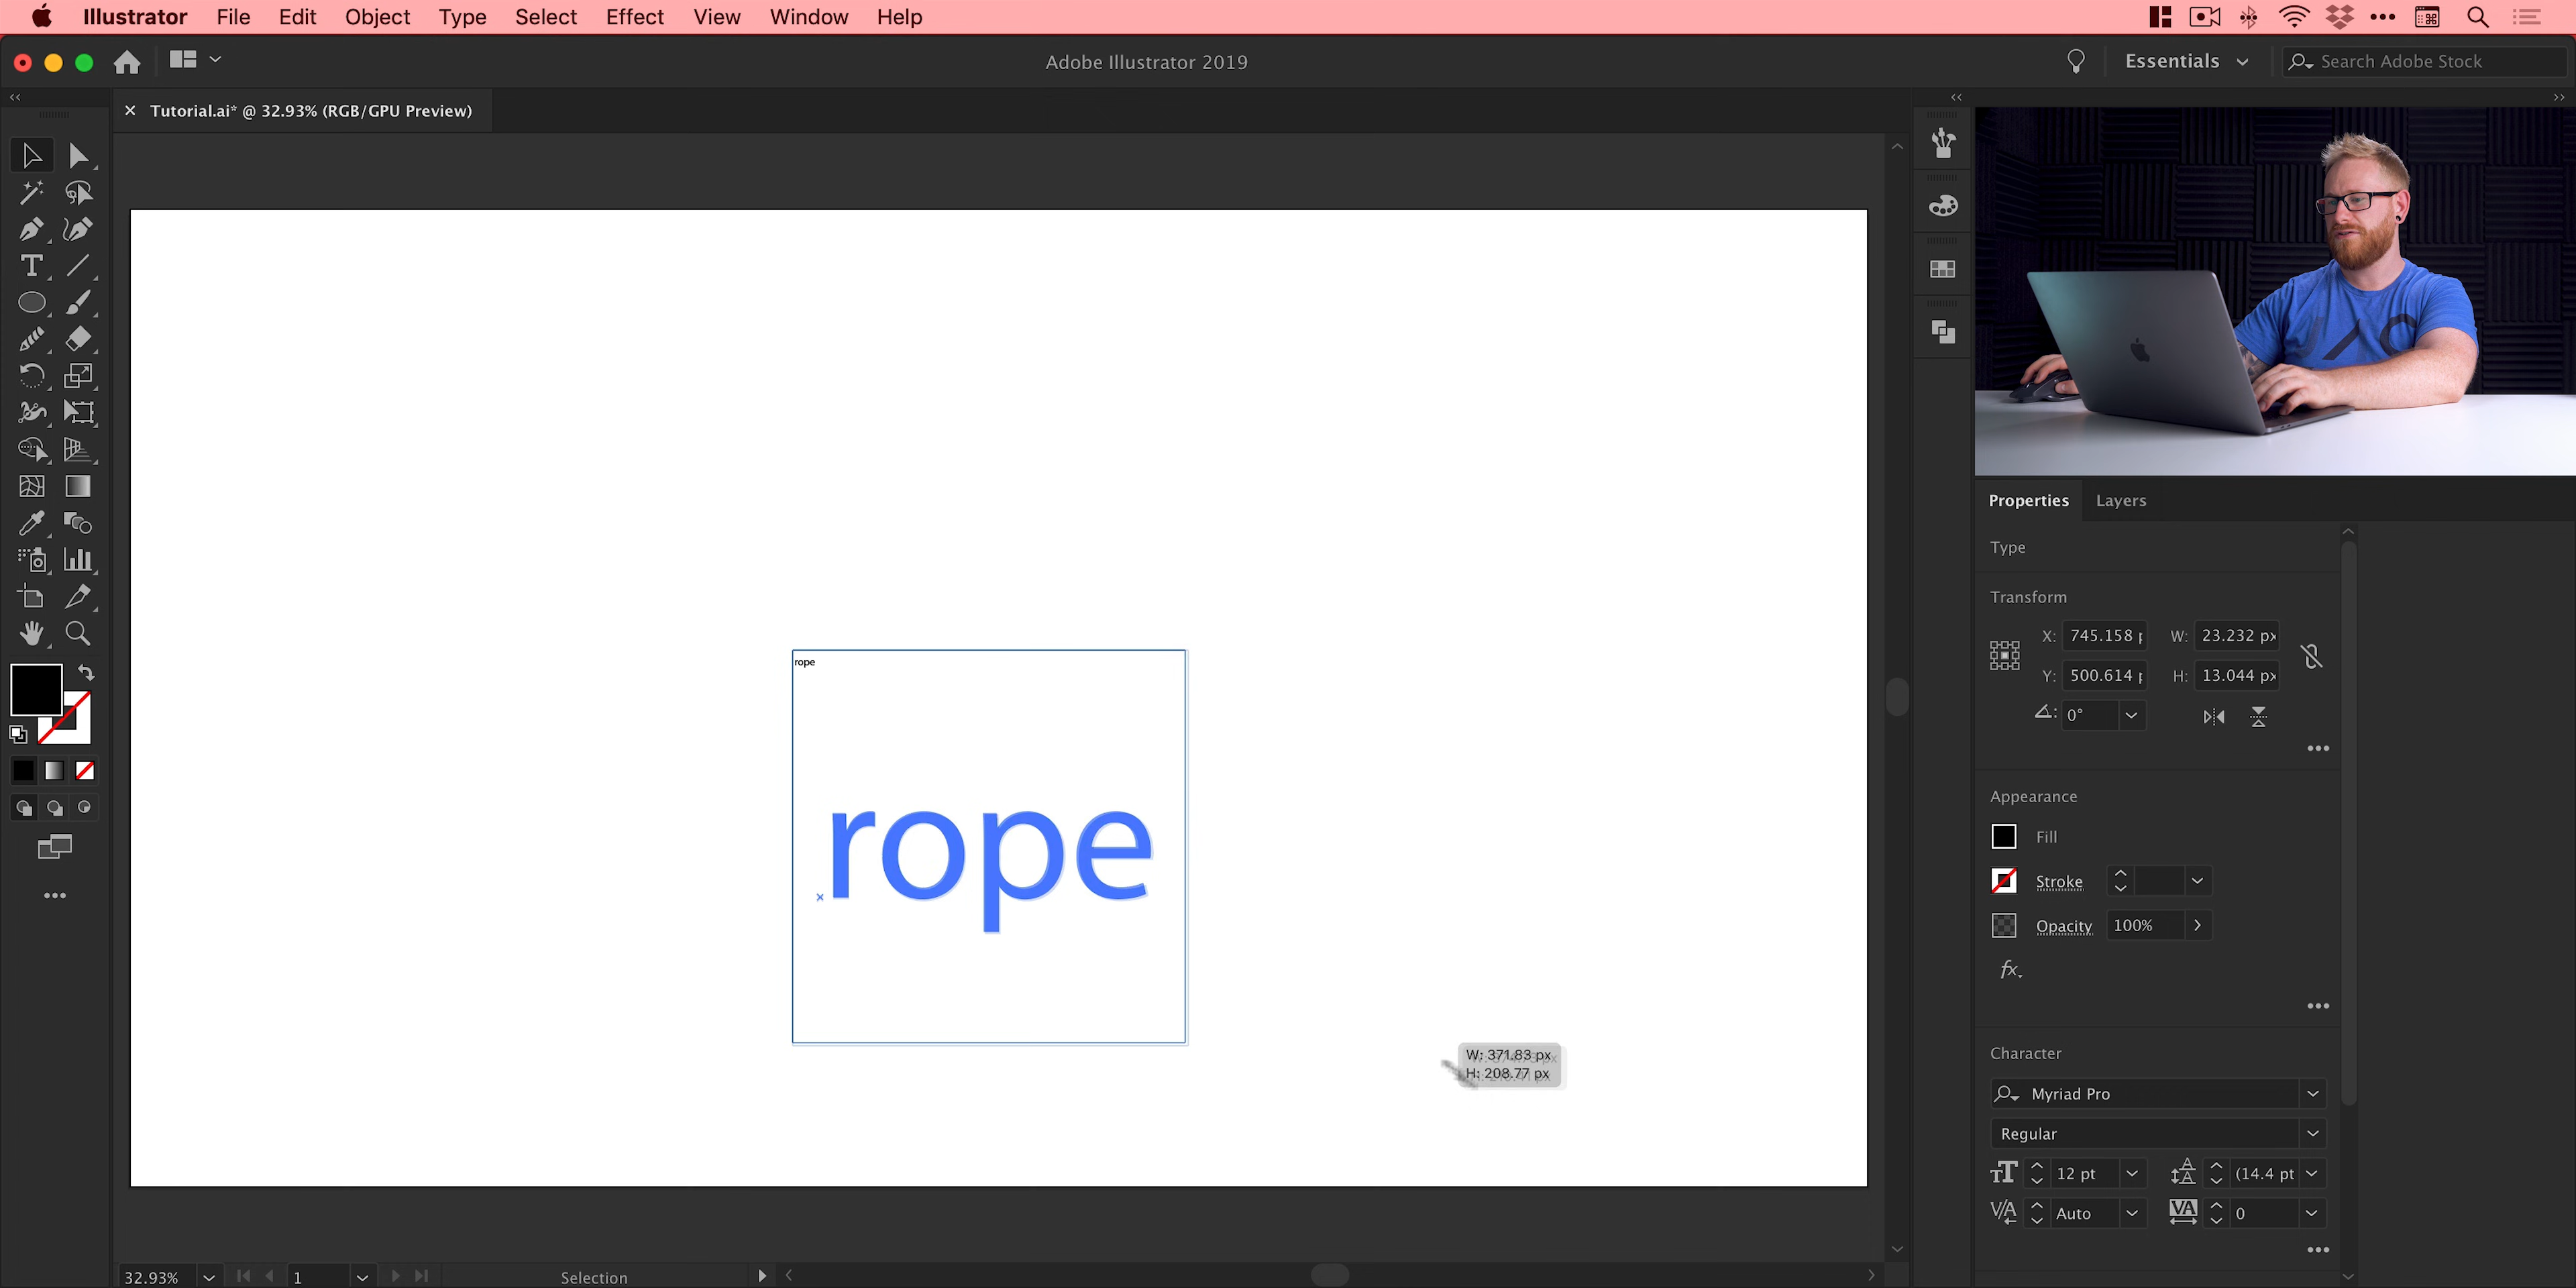 Illustrator File Edit Object Type Select Effect View Window Help
Adobe Illustrator 2019
Essentials
Search Adobe Stock
Tutorial.ai* @ 32.93% (RGB/GPU Preview)
rope
rope
W: 371.83 px
H: 208.77 px
Properties Layers
Type
Transform
X: 745.158 W: 23.232 px
Y: 500.614 H: 13.044 px
0°
Appearance
Fill
Stroke
Opacity 100%
fx.
Character
Myriad Pro
Regular
12 pt (14.4 pt
Auto 0
32.93% 1 Selection